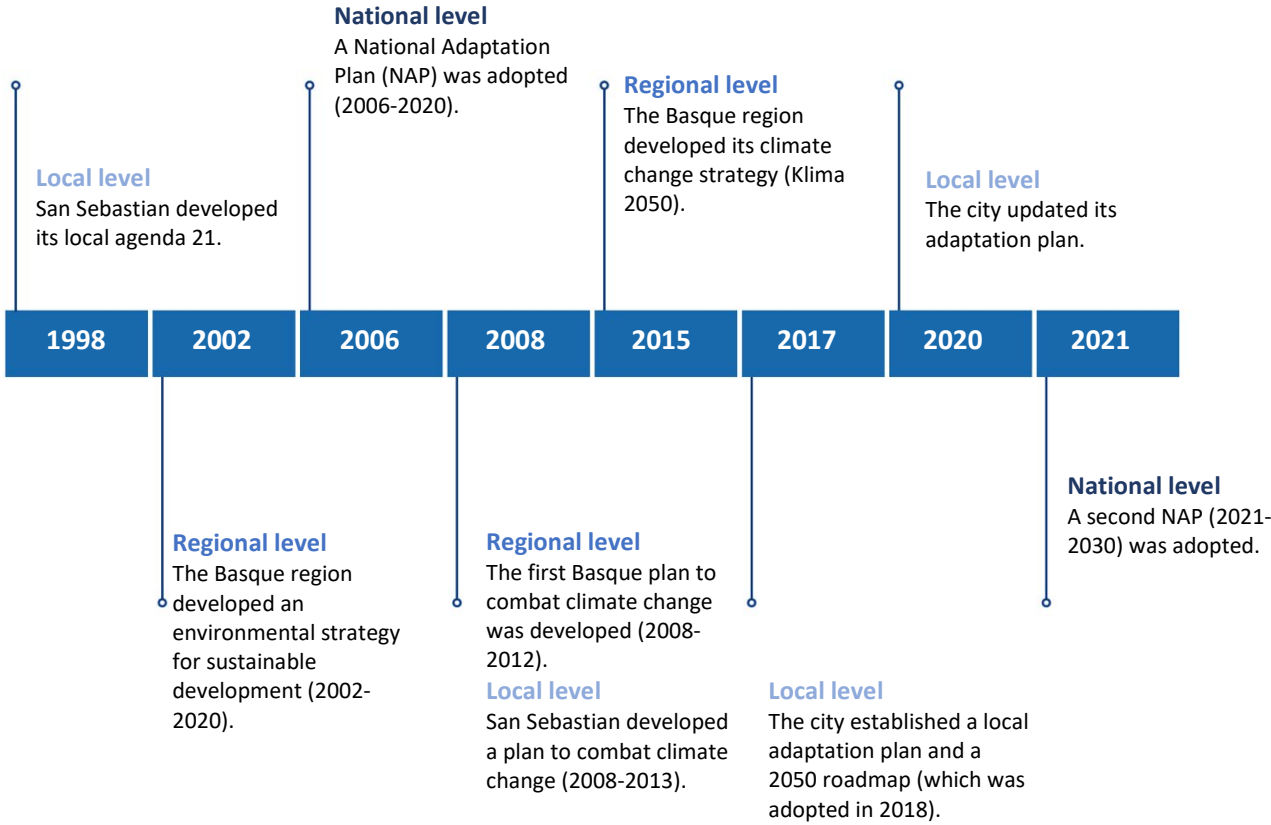 National level
A National Adaptation
Plan (NAP) was adopted
(2006-2020).
Regional level
The Basque region
developed its climate
change strategy (Klima
2050).
Local level
San Sebastian developed
its local agenda 21.
Local level
The city updated its
adaptation plan.
1998
2002
2006
2008
2015
2017
2020
2021
Regional level
The Basque region
developed an
environmental strategy
for sustainable
development (2002-
2020).
Regional level
The first Basque plan to
combat climate change
was developed (2008-
2012).
Local level
San Sebastian developed
a plan to combat climate
change (2008-2013).
Local level
The city established a local
adaptation plan and a
2050 roadmap (which was
adopted in 2018).
National level
A second NAP (2021-
2030) was adopted.